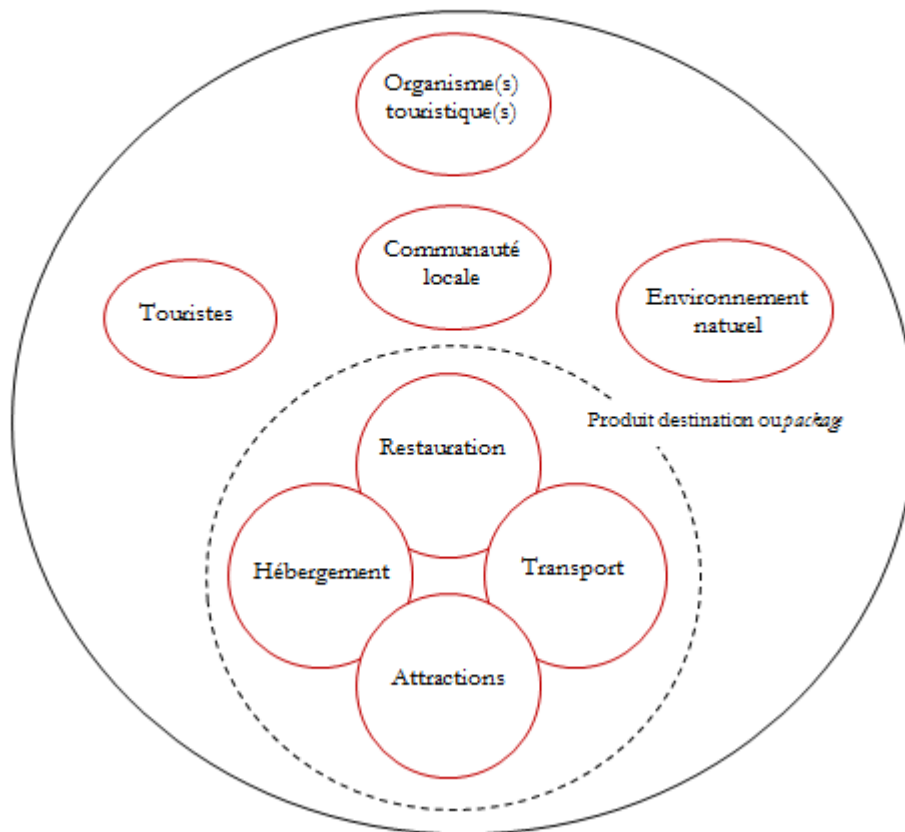 Organisme(s)
touristique(s)
Communauté
locale
Touristes
Environnement
naturel
Produit destination ou package
Restauration
Hébergement
Transport
Attractions